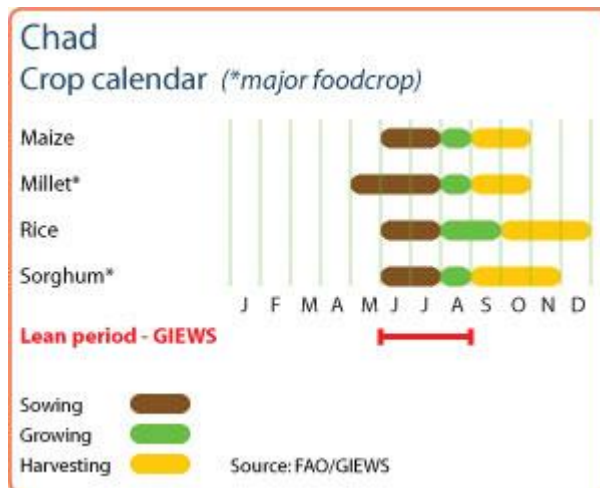 Chad
Crop calendar (*major foodcrop)
Maize
Millet*
Rice
Sorghum*
J F M A M J J A S O N D
Lean period - GIEWS
Sowing
Growing
Harvesting Source: FAO/GIEWS